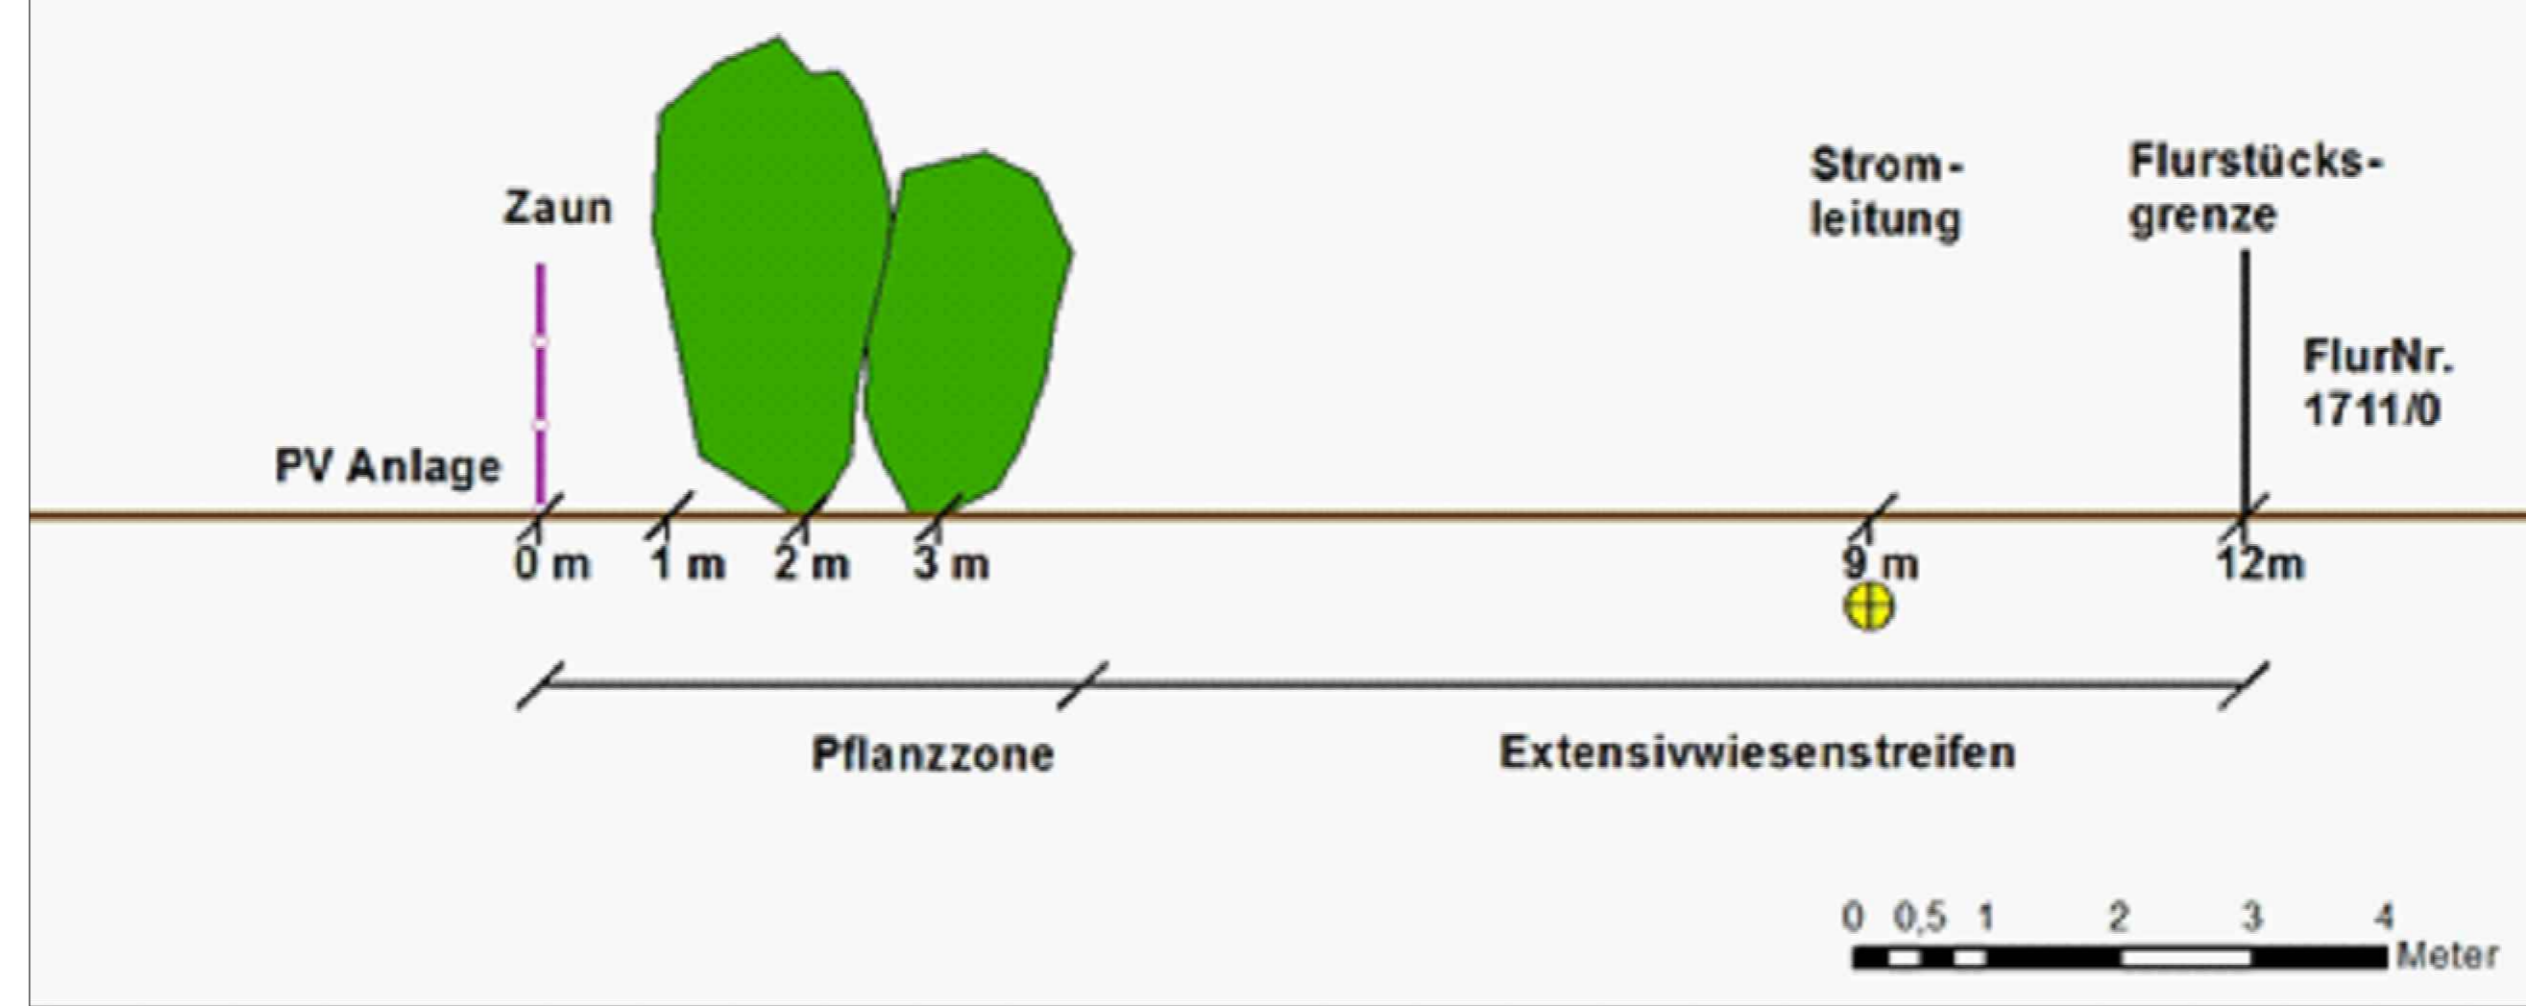 Strom-
leitung
Flurstücks-
grenze
Zaun
FlurNr.
1711/0
PV Anlage
0 m 1 m 2 m 3 m 9 m 12m
Pflanzzone Extensivwiesenstreifen
0 0,5 1 2 3 4
Meter